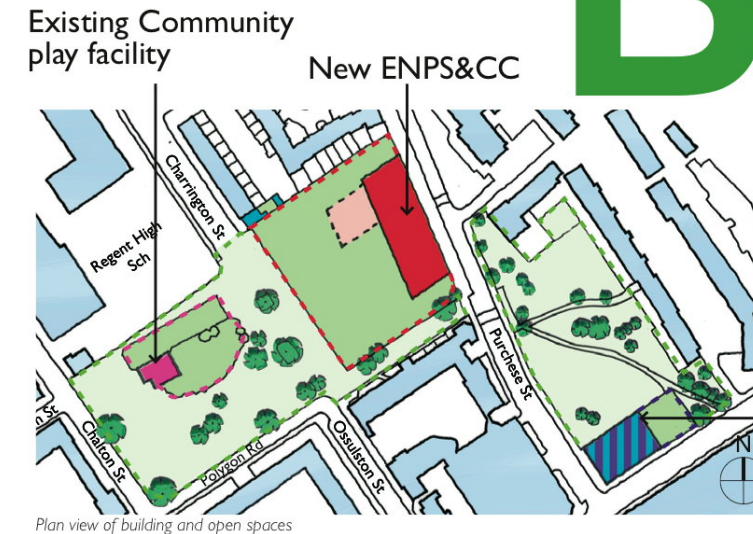 Existing Community
play facility
New ENPS&CC
B
Charrington St
Regent High
Sch
Purchese St
Chalton St
Polygon Rd
Ossulston St
n St
N
Plan view of building and open spaces